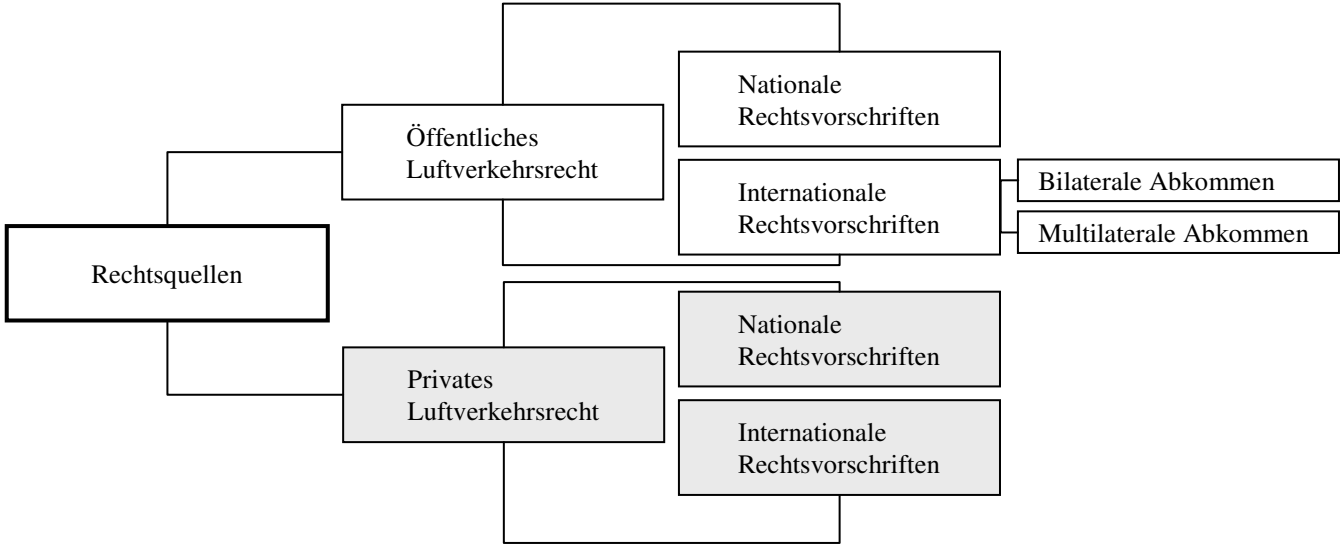 Rechtsquellen
Öffentliches
Luftverkehrsrecht
Nationale
Rechtsvorschriften
Internationale
Rechtsvorschriften
Bilaterale Abkommen
Multilaterale Abkommen
Privates
Luftverkehrsrecht
Nationale
Rechtsvorschriften
Internationale
Rechtsvorschriften